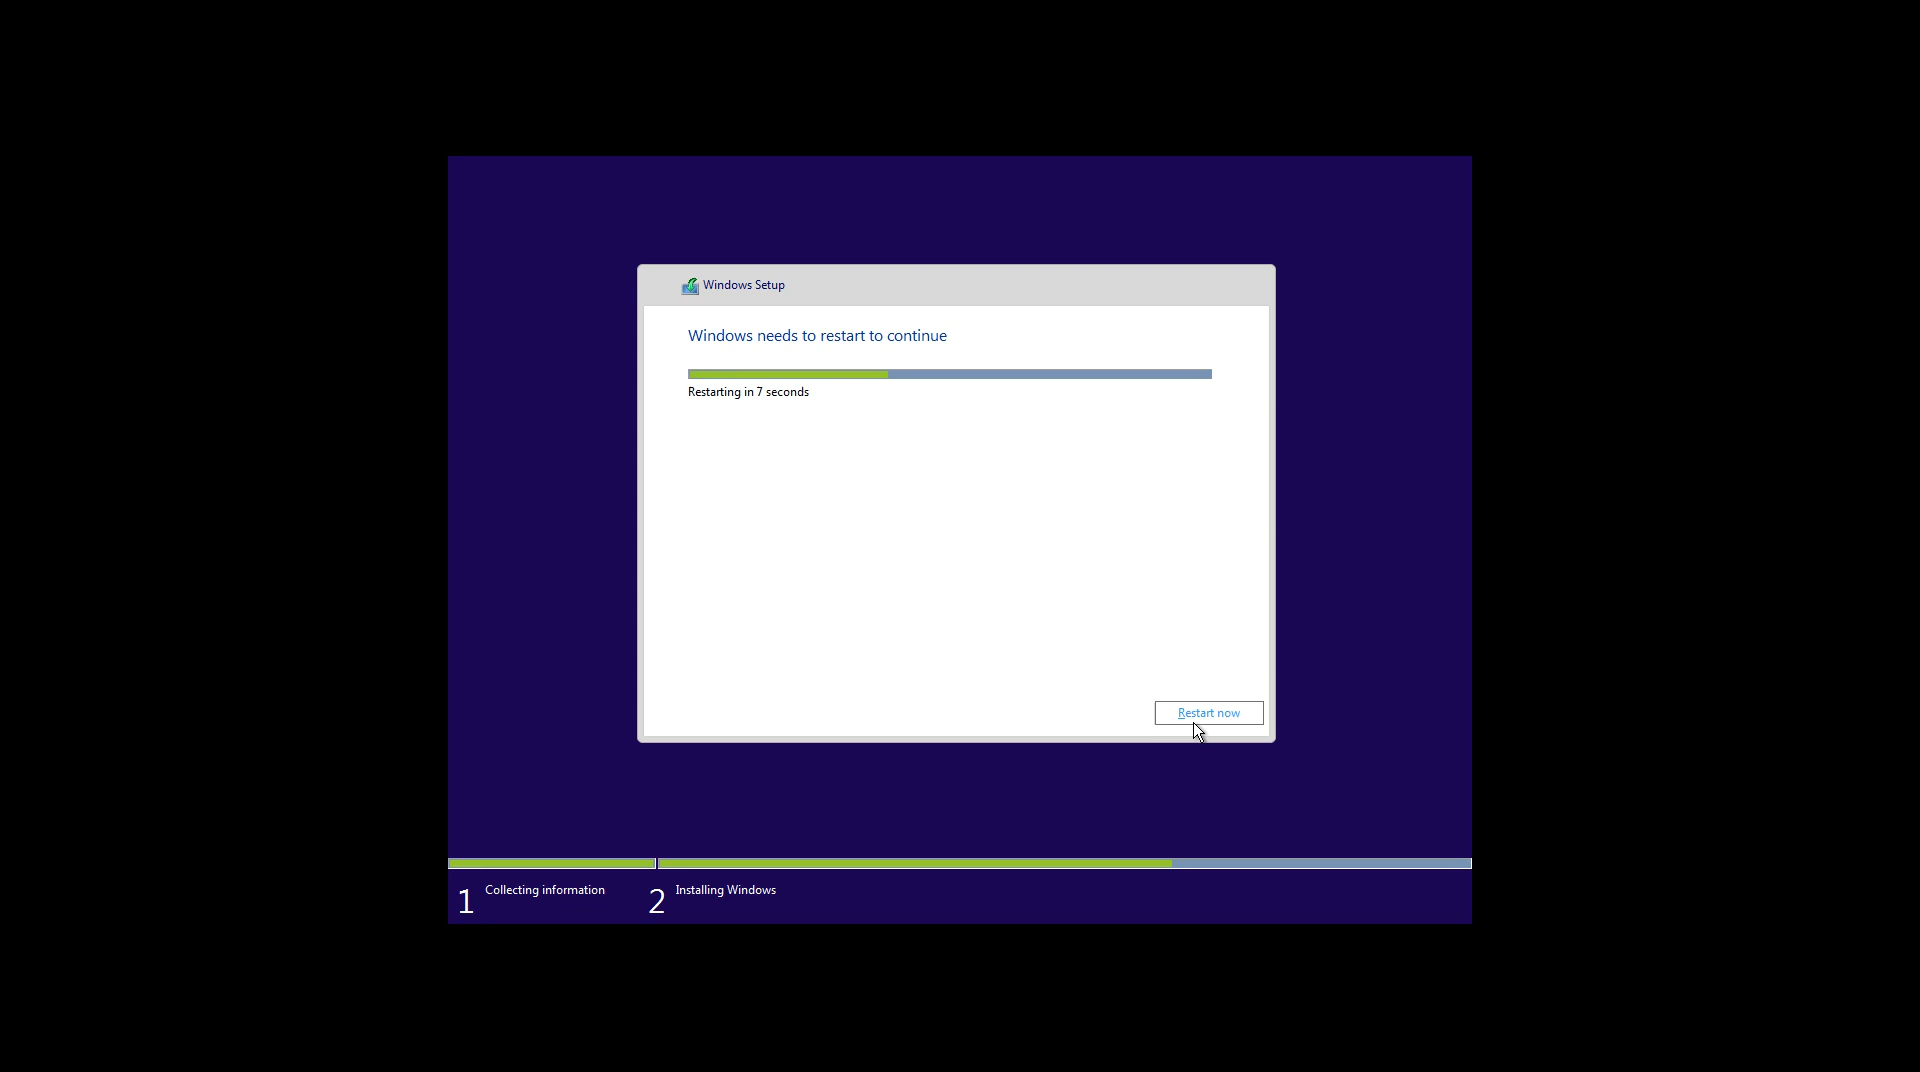 Windows Setup
Windows needs to restart to continue
Restarting in 7 seconds
Restart now
1 Collecting information
2 Installing Windows